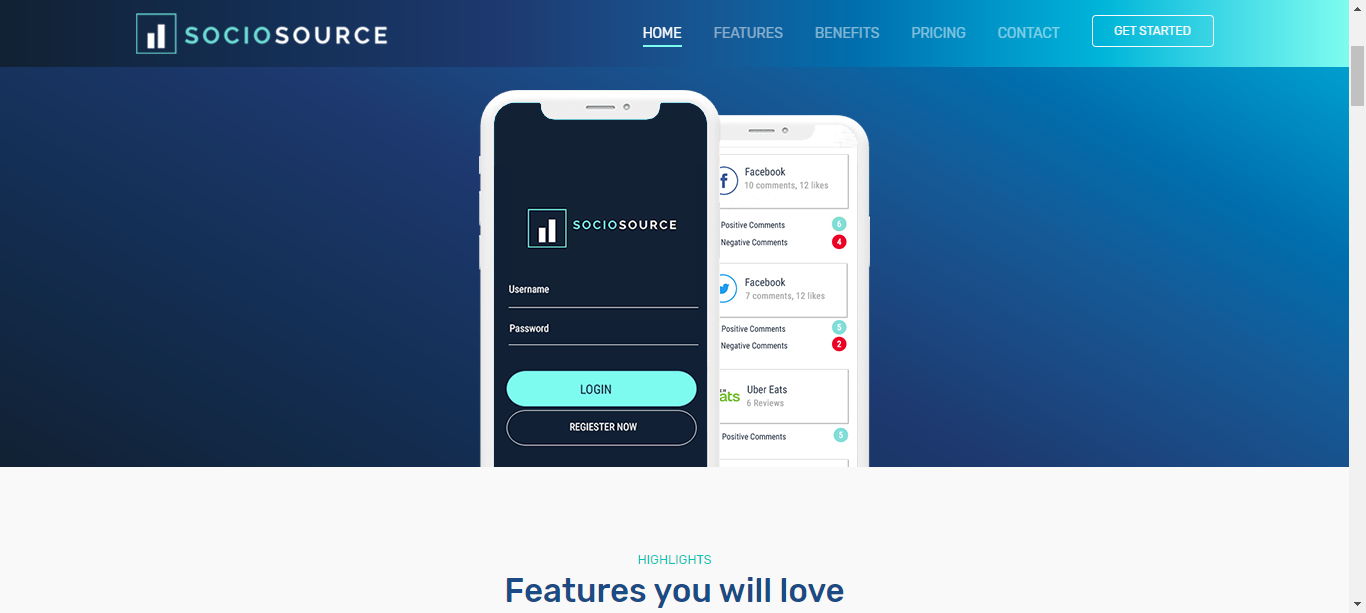 SOCIOSOURCE
HOME FEATURES BENEFITS PRICING CONTACT GET STARTED
SOCIOSOURCE
Username
Password
LOGIN
REGIESTER NOW
Facebook
10 comments, 12 likes
Positive Comments 6
Negative Comments 4
Facebook
7 comments, 12 likes
Positive Comments 5
Negative Comments 2
Uber Eats
6 Reviews
Positive Comments 5
HIGHLIGHTS
Features you will love